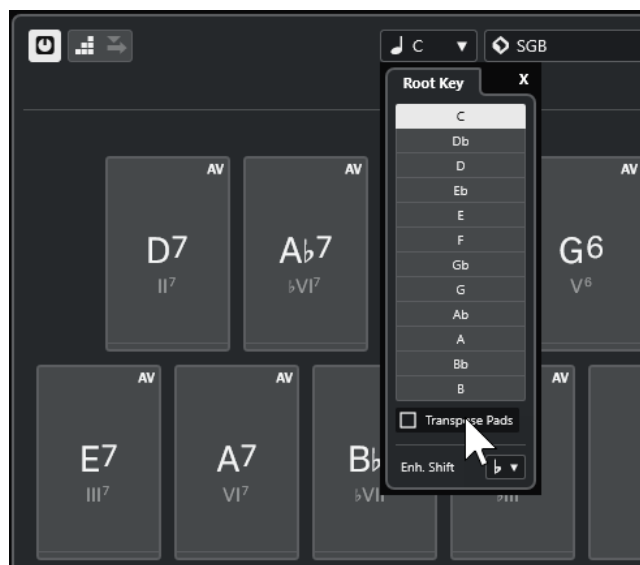 C SGB
Root Key X
C
Db
D
Eb
E
F
Gb
G
Ab
A
Bb
B
Transpose Pads
Enh. Shift ♭
AV AV AV
D7 A♭7 G6
II7 ♭VI7 V6
AV AV AV
E7 A7 B♭
III7 VI7 ♭VII ♭III